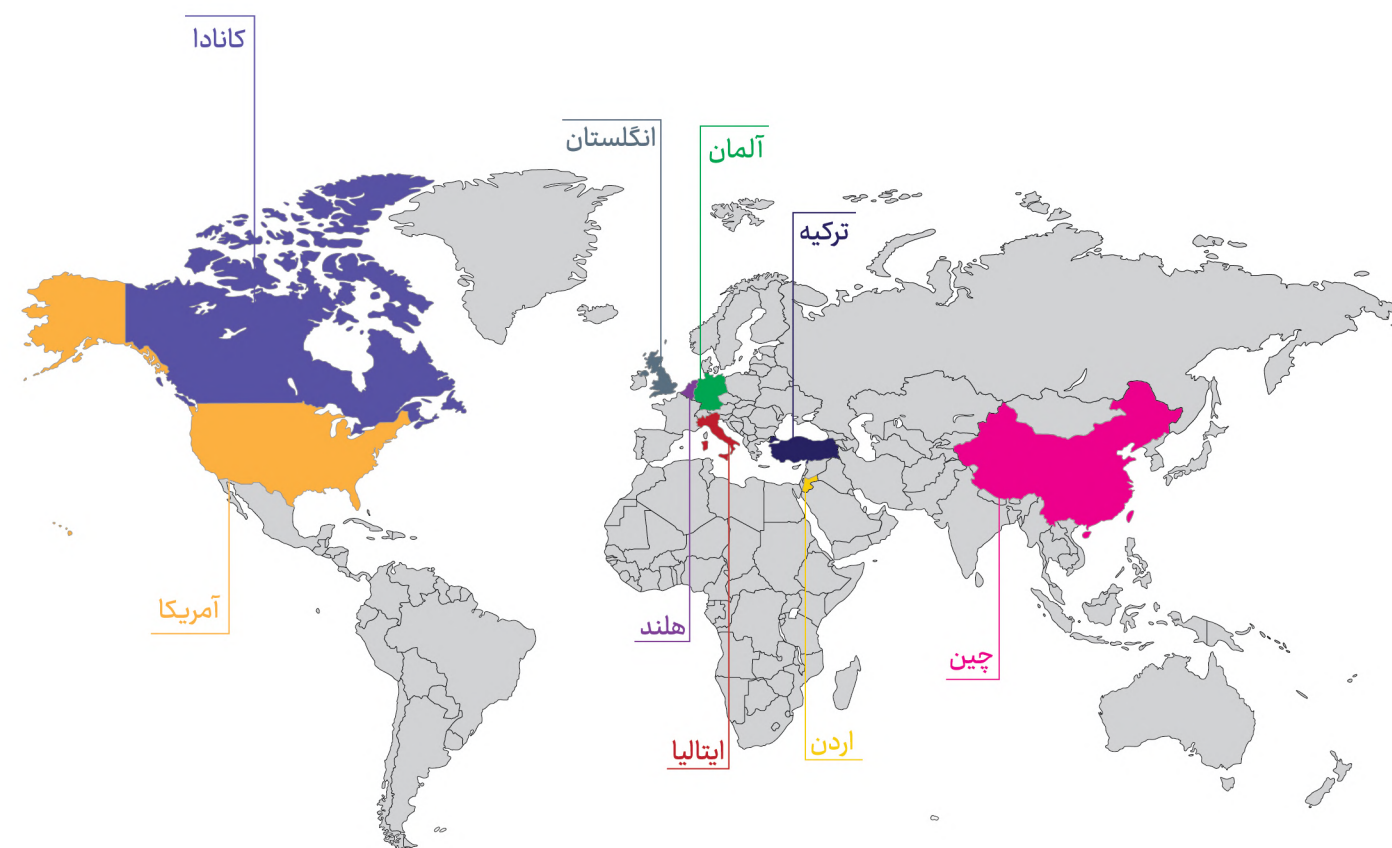 کانادا
انگلستان
آلمان
ترکیه
آمریکا
هلند
چین
ایتالیا
اردن